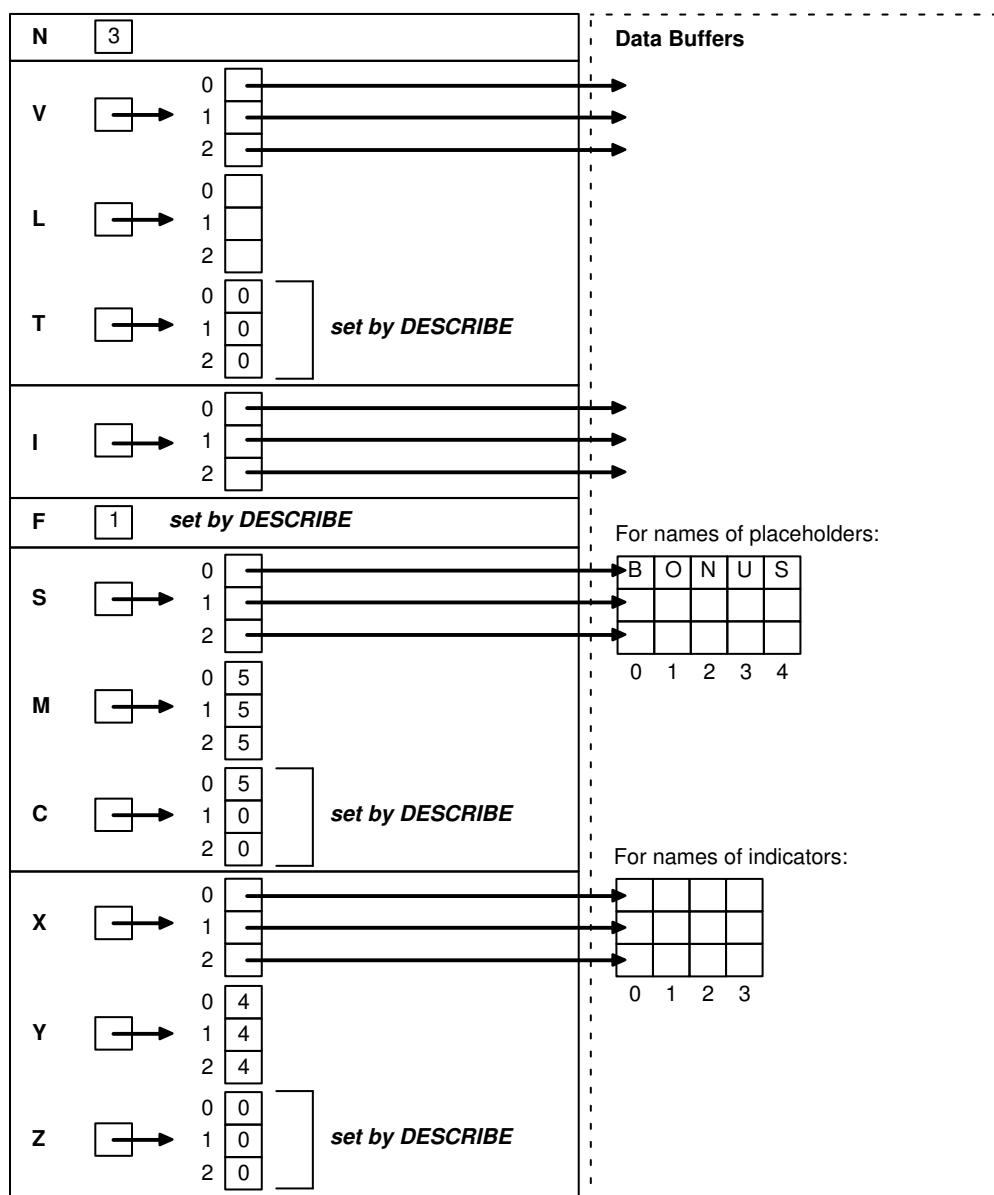 N 3
Data Buffers
0
V 1
2
0
L 1
2
0 0
T 1 0 set by DESCRIBE
2 0
0
I 1
2
F 1 set by DESCRIBE
For names of placeholders:
0 B O N U S
S 1
2
0 1 2 3 4
0 5
M 1 5
2 5
0 5
C 1 0 set by DESCRIBE
2 0
For names of indicators:
0
X 1
2
0 1 2 3
0 4
Y 1 4
2 4
0 0
Z 1 0 set by DESCRIBE
2 0